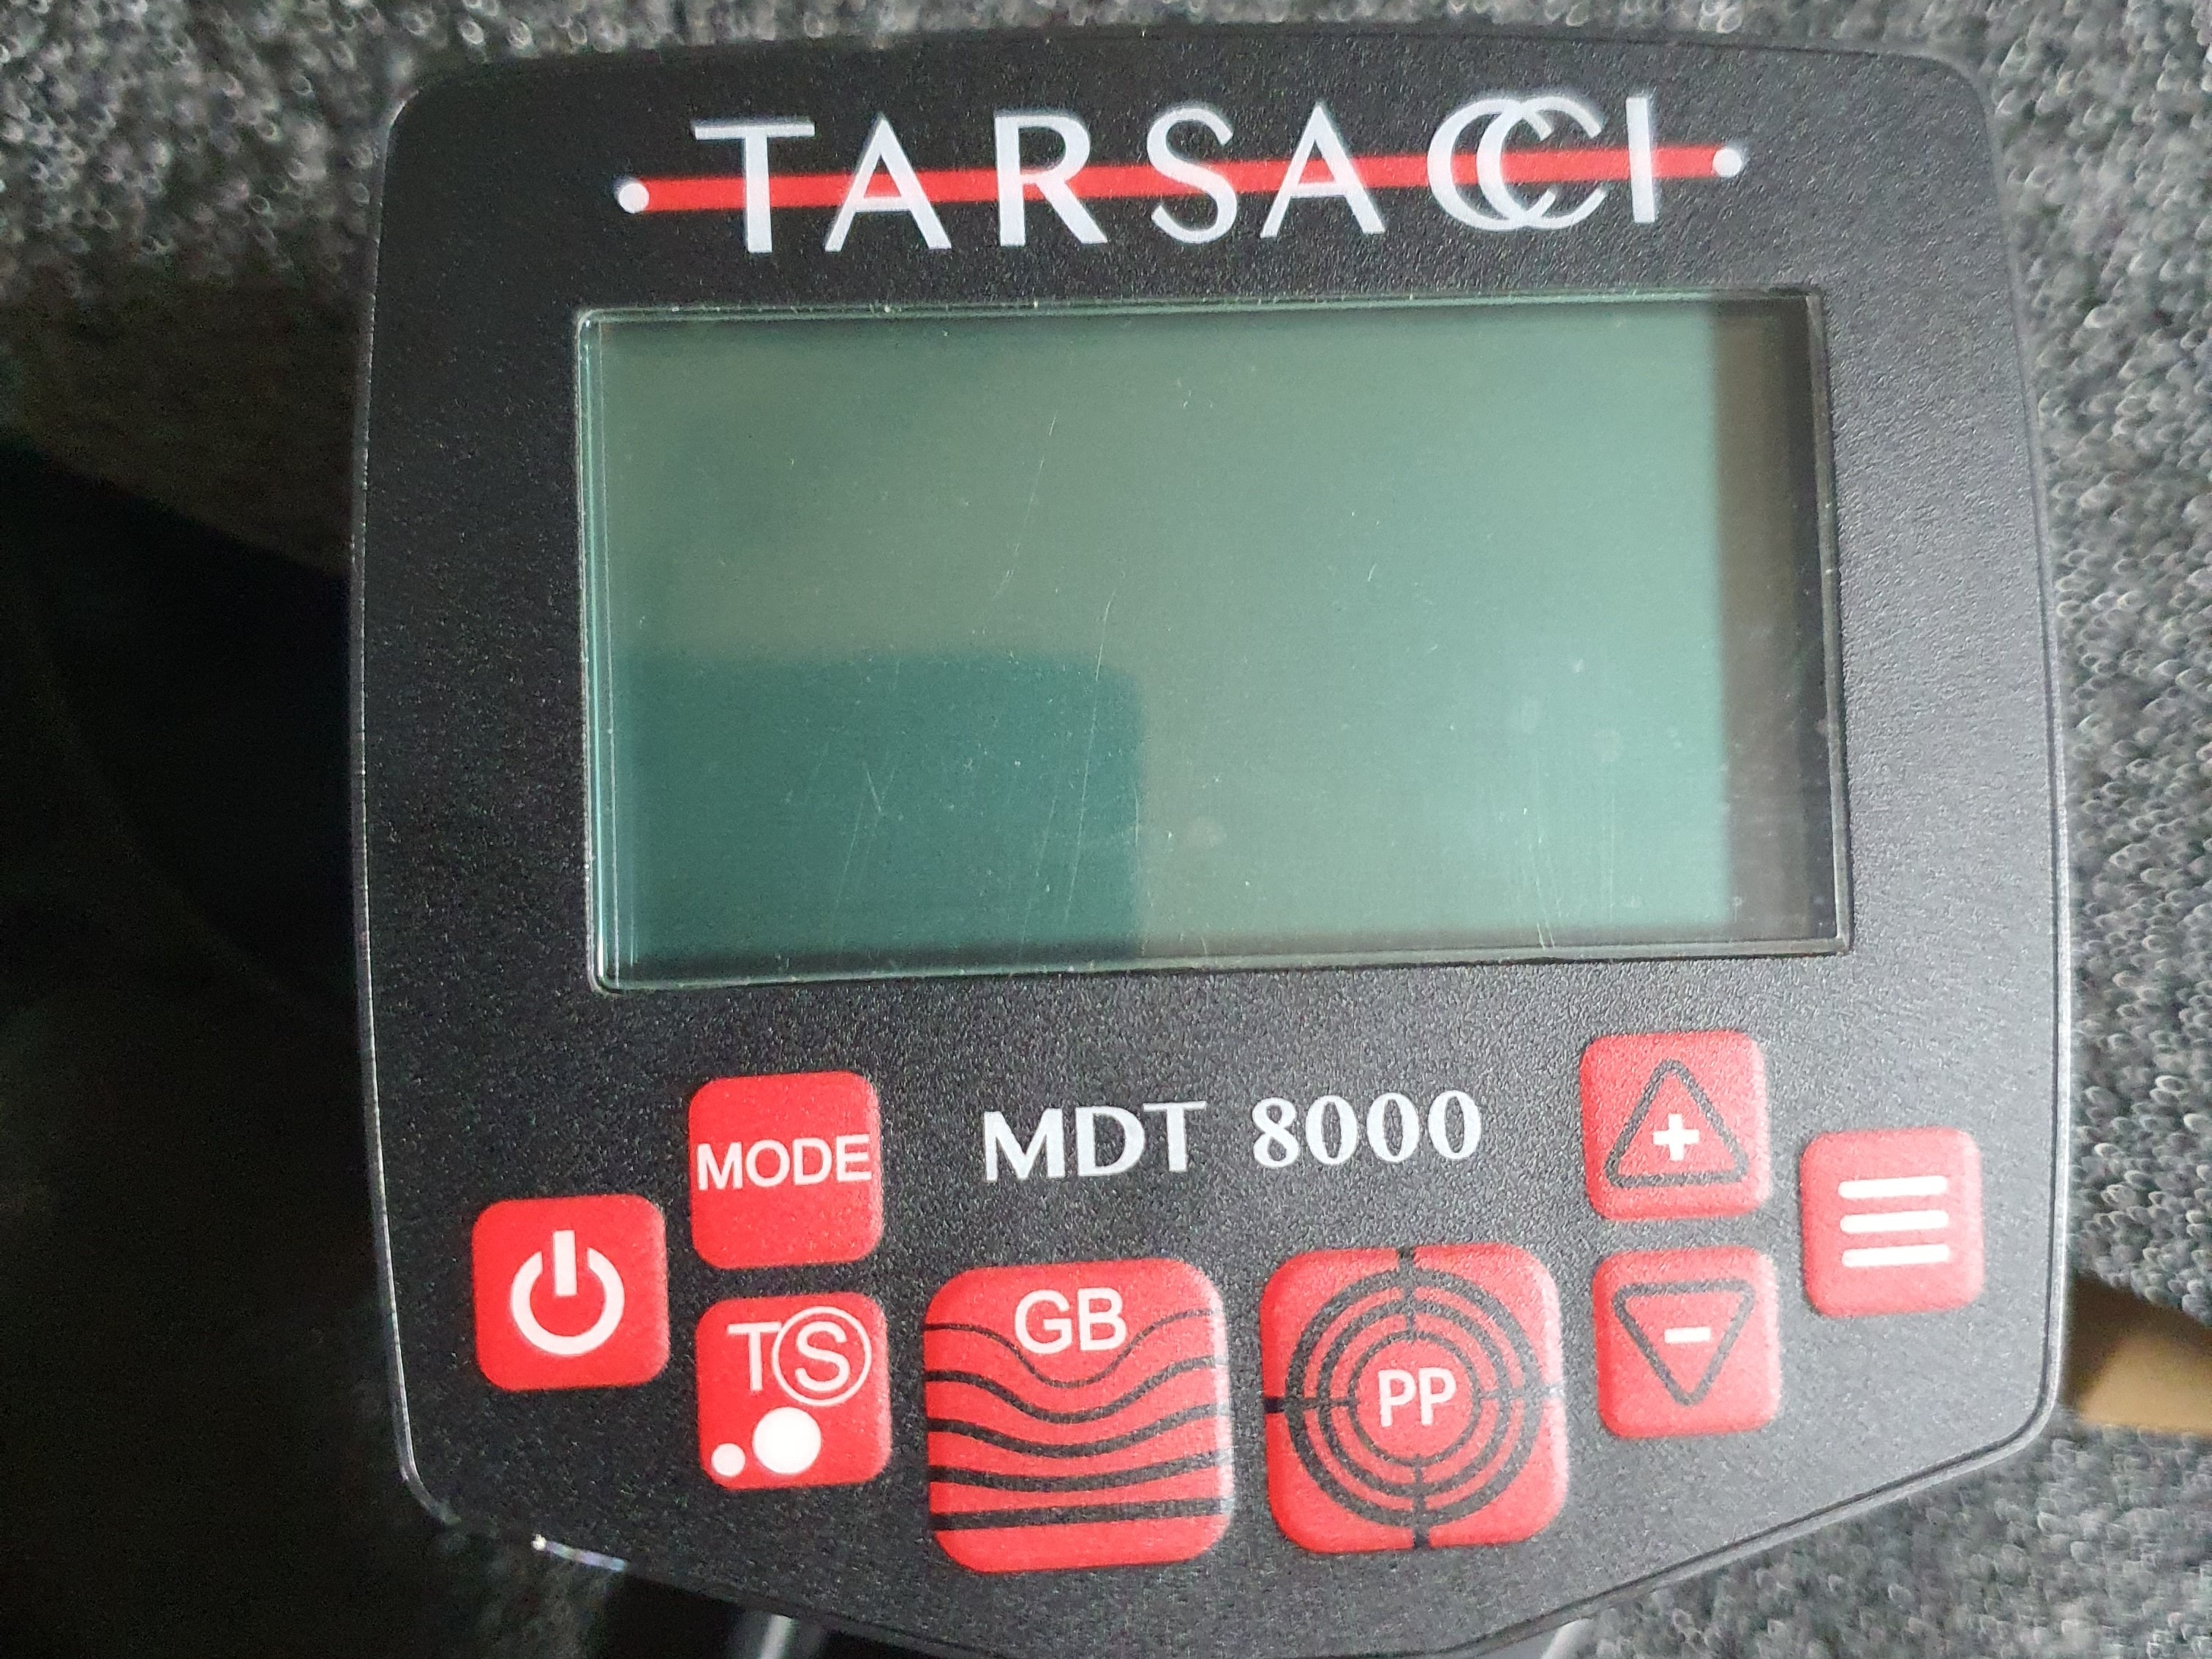 TARSACCI
MDT 8000
MODE
TS
GB
PP
+
-